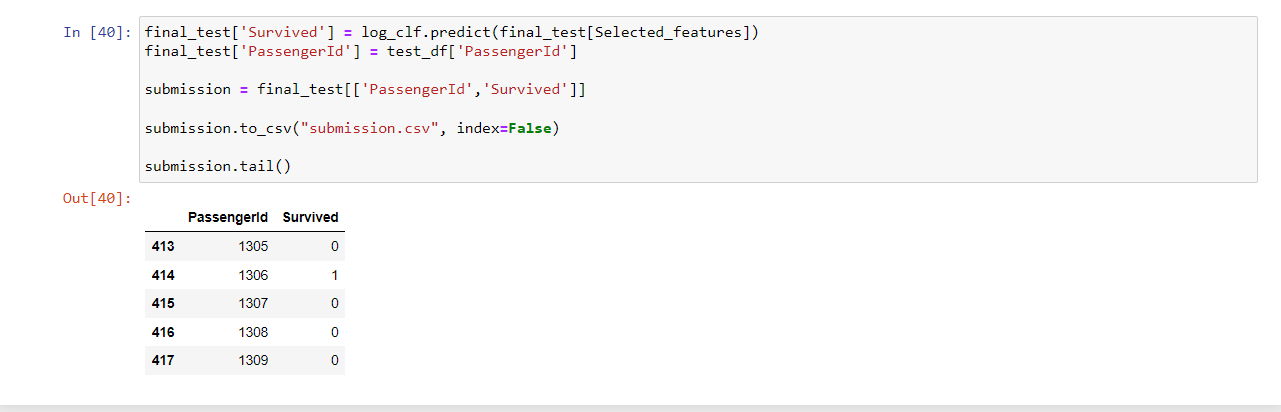 In [40]: final_test['Survived'] = log_clf.predict(final_test[Selected_features])
final_test['PassengerId'] = test_df['PassengerId']
submission = final_test[['PassengerId','Survived']]
submission.to_csv("submission.csv", index=False)
submission.tail()
Out[40]:
PassengerId Survived
413 1305 0
414 1306 1
415 1307 0
416 1308 0
417 1309 0